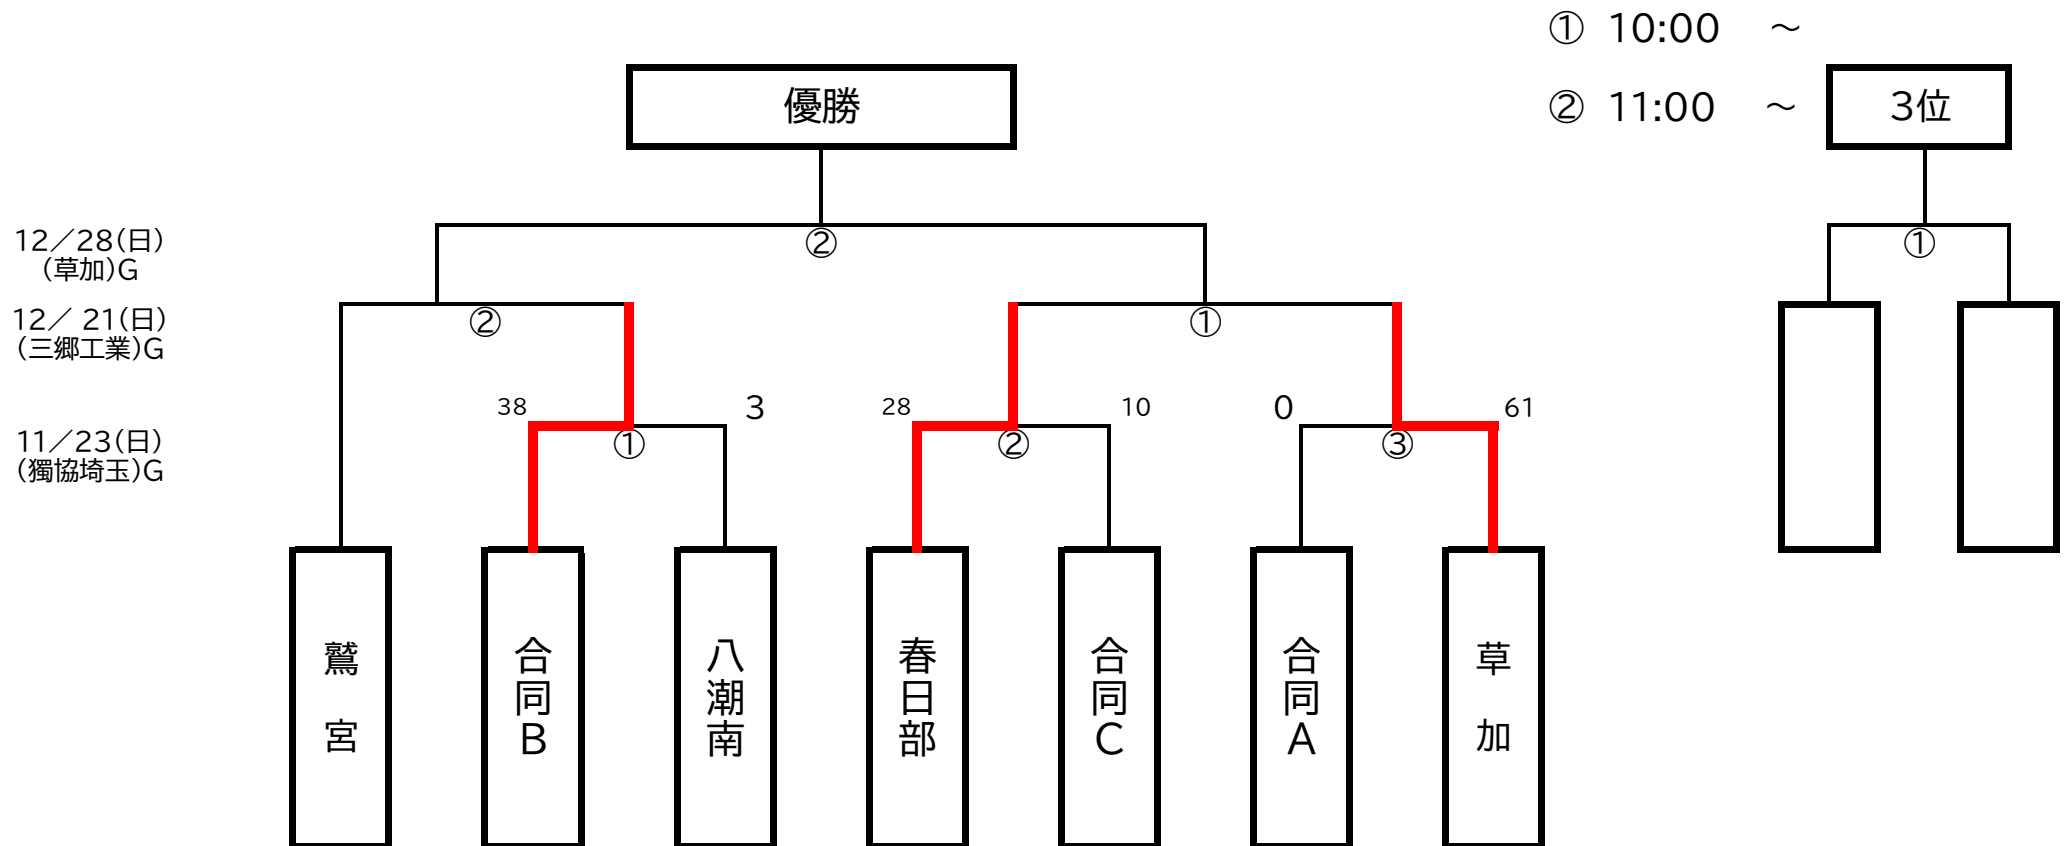 ① 10:00 ～
優勝
② 11:00 ～
3位
12／28(日)
(草加)G
②
①
12／ 21(日)
(三郷工業)G
②
①
38
3
28
10
0
61
11／23(日)
(獨協埼玉)G
①
②
③
鷲宮
合同B
八潮南
春日部
合同C
合同A
草加